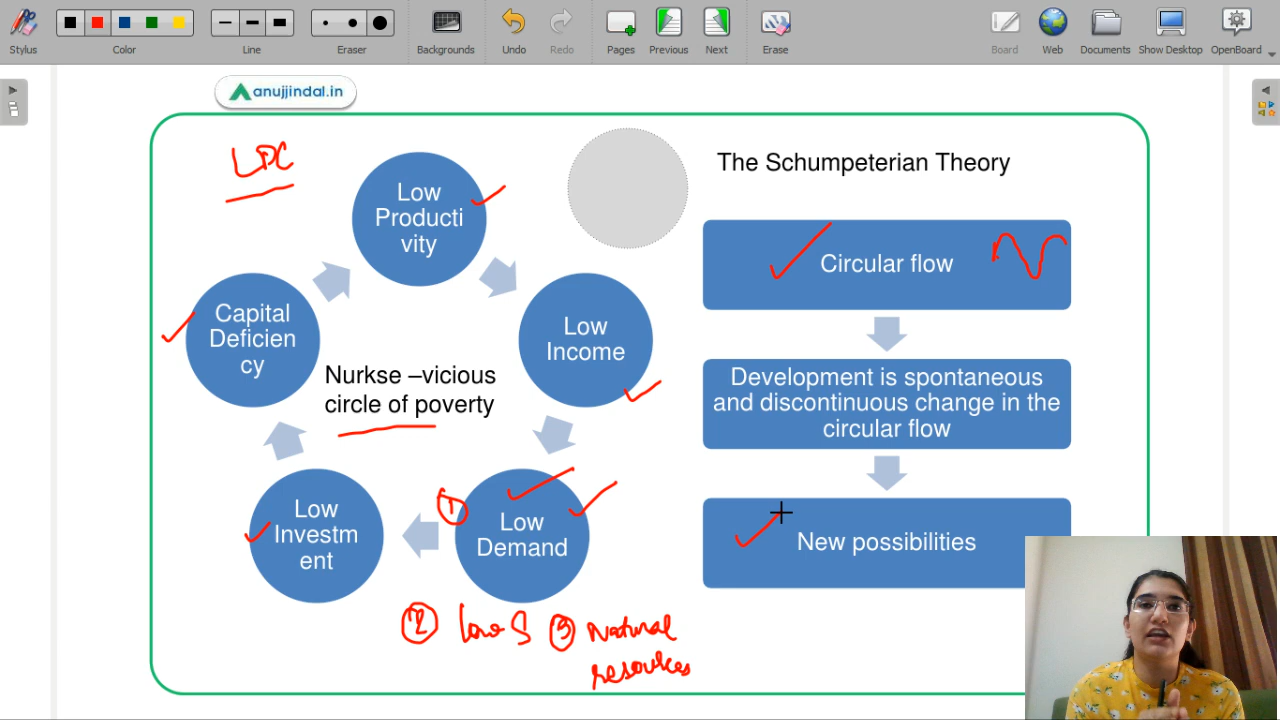 Stylus
Color
Line
Eraser
Backgrounds
Undo
Redo
Pages
Previous
Next
Erase
Board
Web
Documents
Show Desktop
OpenBoard
anujjindal.in
LDC
Low
Producti
vity
Low
Income
Low
Demand
Low
Investm
ent
Capital
Deficien
cy
Nurkse –vicious
circle of poverty
1
2 Low S
3 Natural
resources
The Schumpeterian Theory
Circular flow
Development is spontaneous
and discontinuous change in the
circular flow
New possibilities